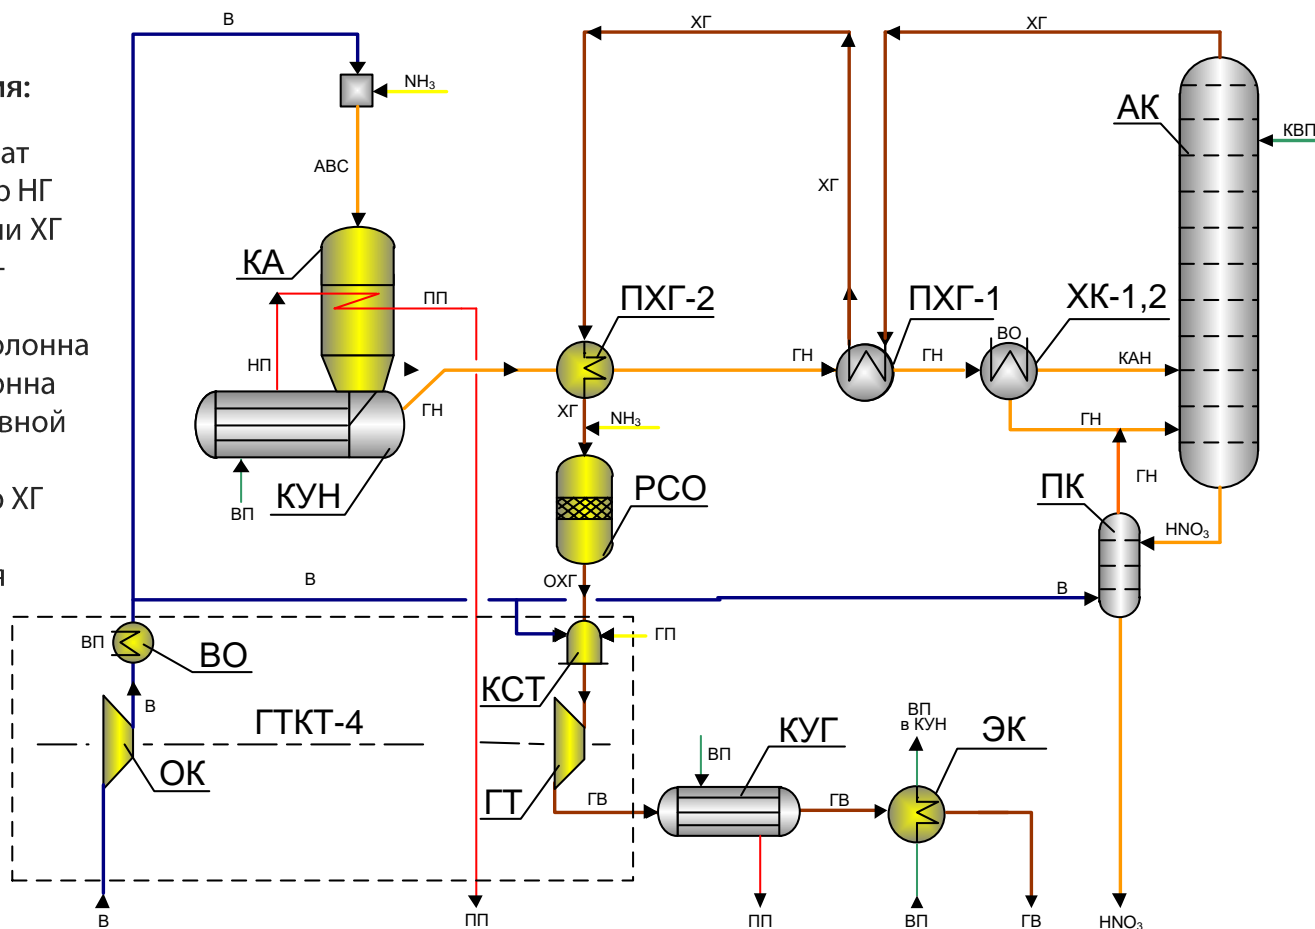 В
ХГ
ХГ
ия:
NH₃
АК
КВП
ат
АВС
р НГ
ХГ
и ХГ
КА
-
ПП
ПХГ-2
ПХГ-1
ХК-1,2
ВО
олонна
НП
ГН
ГН
КАН
онна
ГН
ХГ
NH₃
ГН
вной
КУН
РСО
ПК
ГН
о ХГ
ВП
HNO₃
я
В
ОХГ
В
ВП
ВО
ГП
КСТ
В
ГТКТ-4
ВП
в КУН
ОК
КУГ
ЭК
ВП
ГТ
ГВ
ГВ
В
ПП
ПП
ВП
ГВ
HNO₃